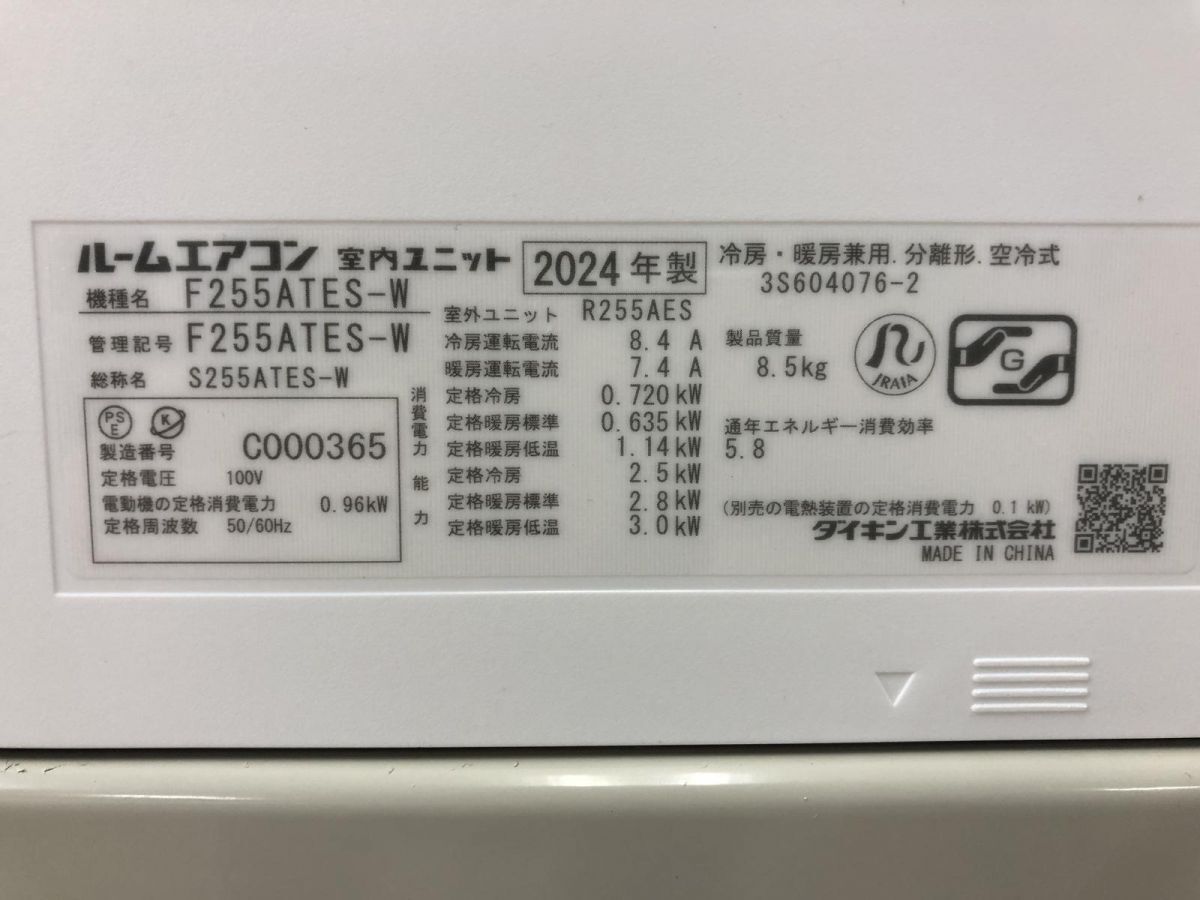 ルームエアコン 室内ユニット
2024年製
冷房・暖房兼用.分離形.空冷式
3S604076-2
機種名 F255ATES-W
管理記号 F255ATES-W
総称名 S255ATES-W
PS
E
K
製造番号 C000365
定格電圧 100V
電動機の定格消費電力 0.96kW
定格周波数 50/60Hz
室外ユニット R255AES
冷房運転電流 8.4 A
暖房運転電流 7.4 A
消費電力
定格冷房 0.720 kW
定格暖房標準 0.635 kW
定格暖房低温 1.14 kW
能力
定格冷房 2.5 kW
定格暖房標準 2.8 kW
定格暖房低温 3.0 kW
製品質量
8.5kg
JRAIA
G
通年エネルギー消費効率
5.8
(別売の電熱装置の定格消費電力 0.1 kW)
ダイキン工業株式会社
MADE IN CHINA